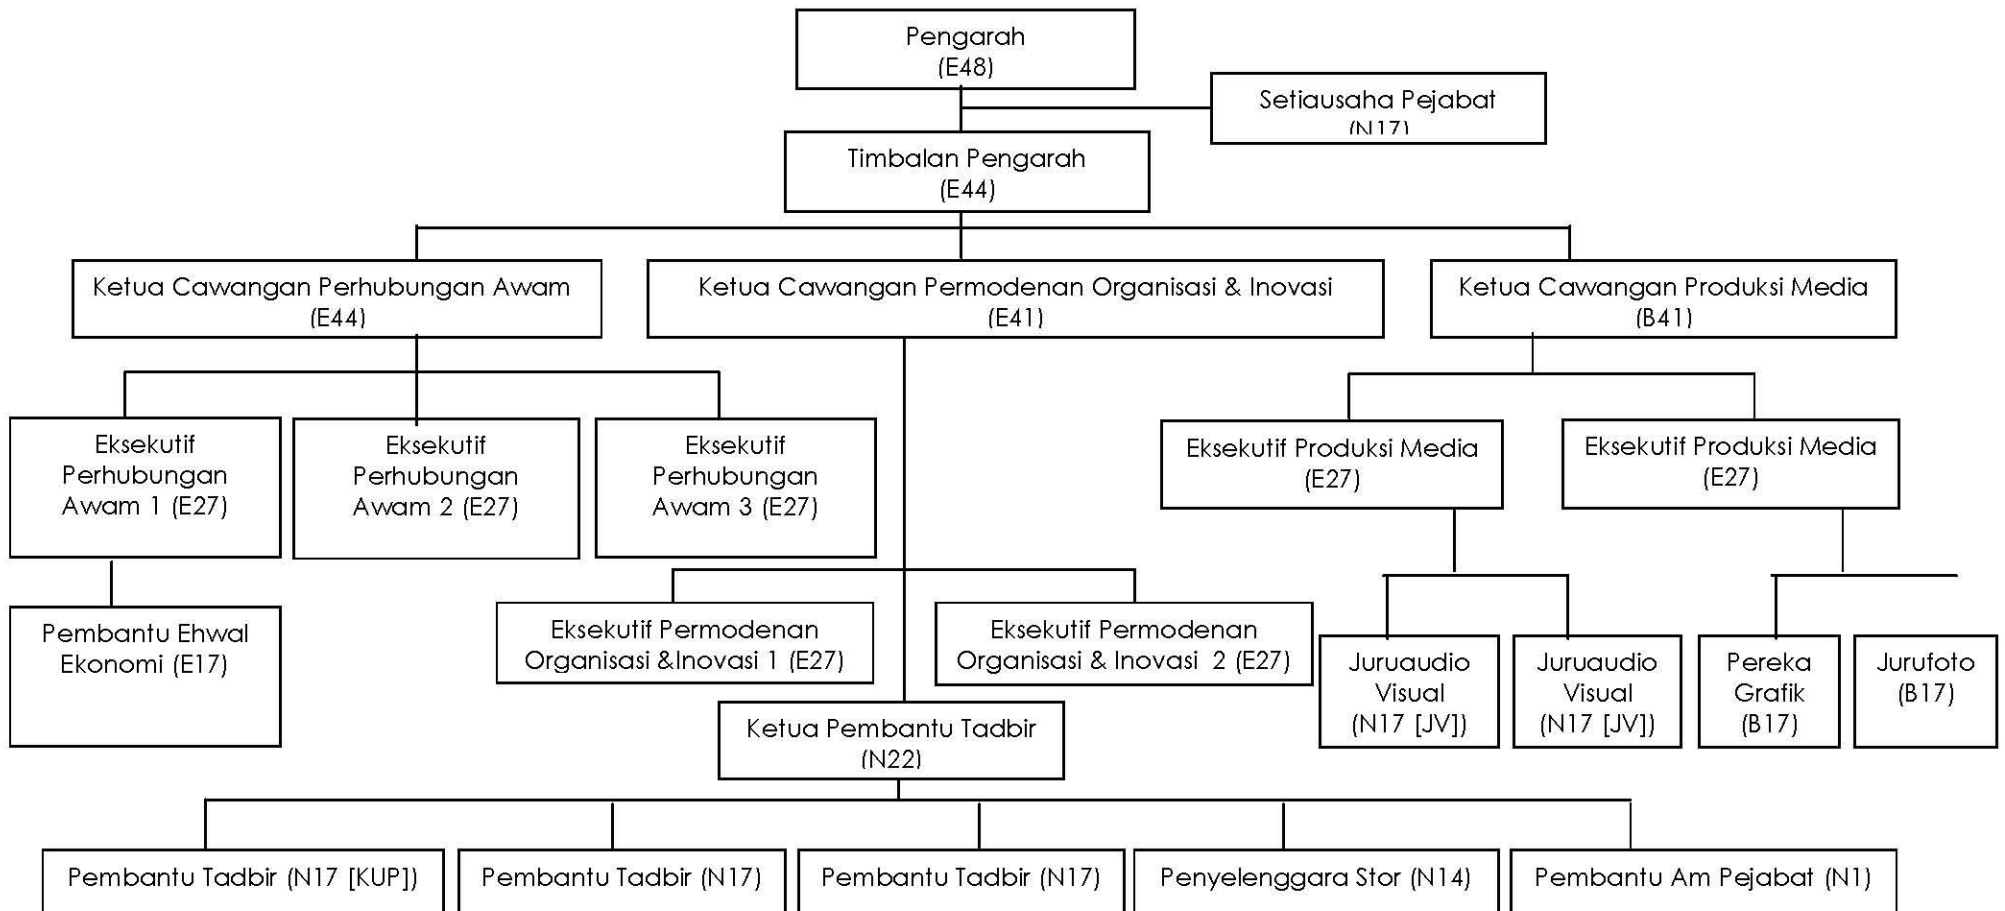 Pengarah
(E48)
Setiausaha Pejabat
(N17)
Timbalan Pengarah
(E44)
Ketua Cawangan Perhubungan Awam
(E44)
Ketua Cawangan Permodenan Organisasi & Inovasi
(E41)
Ketua Cawangan Produksi Media
(B41)
Eksekutif
Perhubungan
Awam 1 (E27)
Eksekutif
Perhubungan
Awam 2 (E27)
Eksekutif
Perhubungan
Awam 3 (E27)
Eksekutif Produksi Media
(E27)
Eksekutif Produksi Media
(E27)
Pembantu Ehwal
Ekonomi (E17)
Eksekutif Permodenan
Organisasi &Inovasi 1 (E27)
Eksekutif Permodenan
Organisasi & Inovasi  2 (E27)
Juruaudio
Visual
(N17 [JV])
Juruaudio
Visual
(N17 [JV])
Pereka
Grafik
(B17)
Jurufoto
(B17)
Ketua Pembantu Tadbir
(N22)
Pembantu Tadbir (N17 [KUP])
Pembantu Tadbir (N17)
Pembantu Tadbir (N17)
Penyelenggara Stor (N14)
Pembantu Am Pejabat (N1)